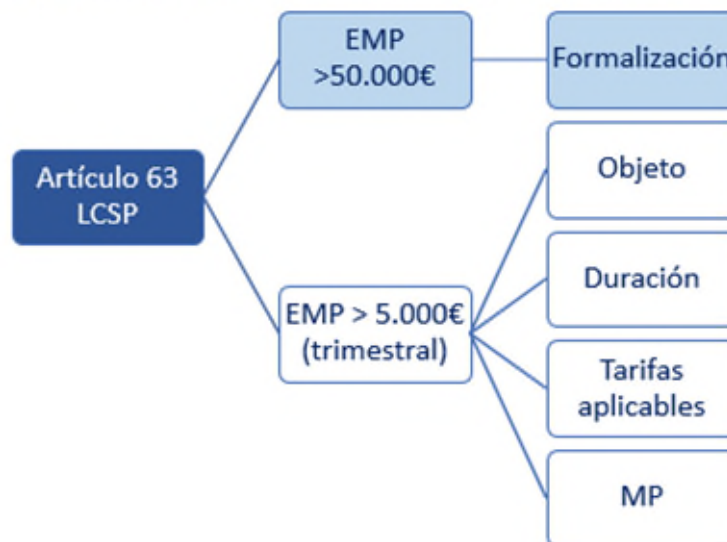 EMP
>50.000€
Formalización
Artículo 63
LCSP
Objeto
Duración
EMP > 5.000€
(trimestral)
Tarifas
aplicables
MP